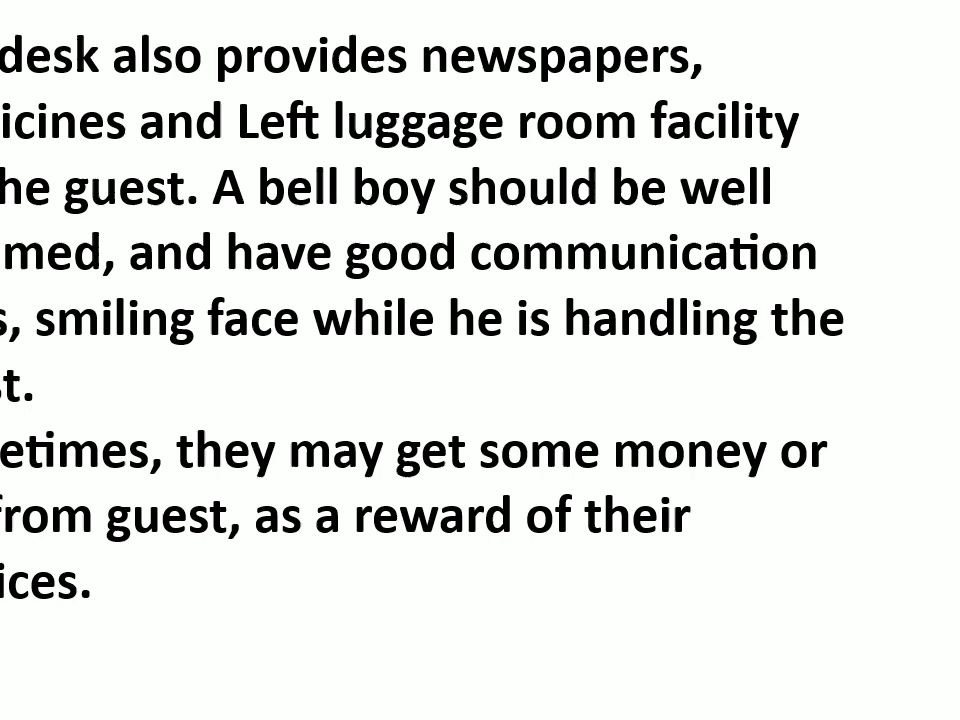 desk also provides newspapers,
icines and Left luggage room facility
he guest. A bell boy should be well
med, and have good communication
s, smiling face while he is handling the
st.
etimes, they may get some money or
from guest, as a reward of their
ices.